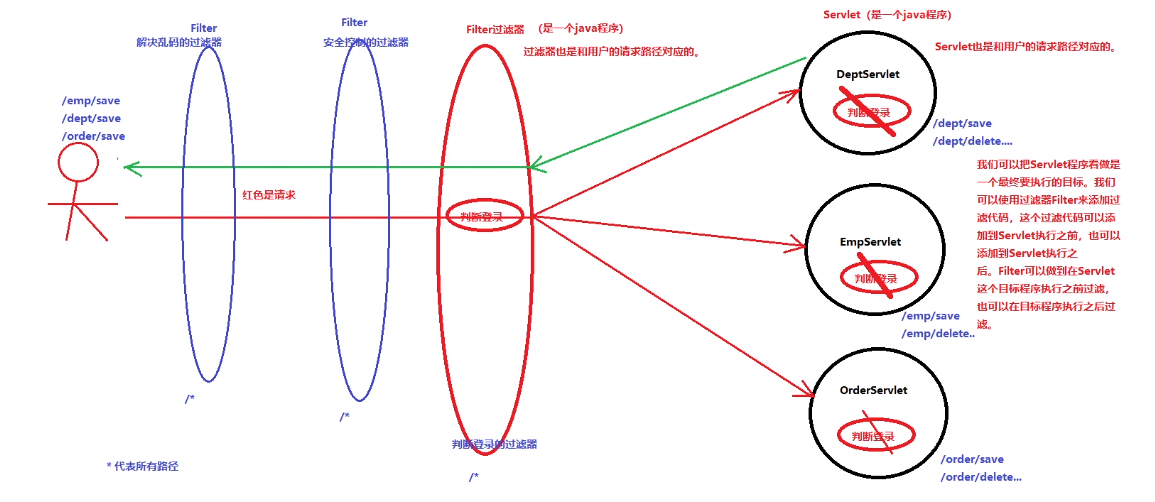 Filter
解决乱码的过滤器
Filter
安全控制的过滤器
Filter过滤器 (是一个java程序)
过滤器也是和用户的请求路径对应的。
Servlet (是一个java程序)
Servlet也是和用户的请求路径对应的。
/emp/save
/dept/save
/order/save
红色是请求
判断登录
DeptServlet
判断登录
/dept/save
/dept/delete....
我们可以把Servlet程序看做是
一个最终要执行的目标。我们
可以使用过滤器Filter来添加过
滤代码，这个过滤代码可以添
加到Servlet执行之前，也可以
添加到Servlet执行之
后。Filter可以做到在Servlet
这个目标程序执行之前过滤，
也可以在目标程序执行之后过
滤。
EmpServlet
判断登录
/emp/save
/emp/delete..
OrderServlet
判断登录
/order/save
/order/delete...
/*
/*
判断登录的过滤器
/*
* 代表所有路径